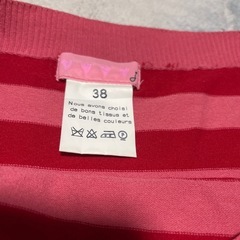 38
Nous avons choisi
de bons tissus et
de belles couleurs